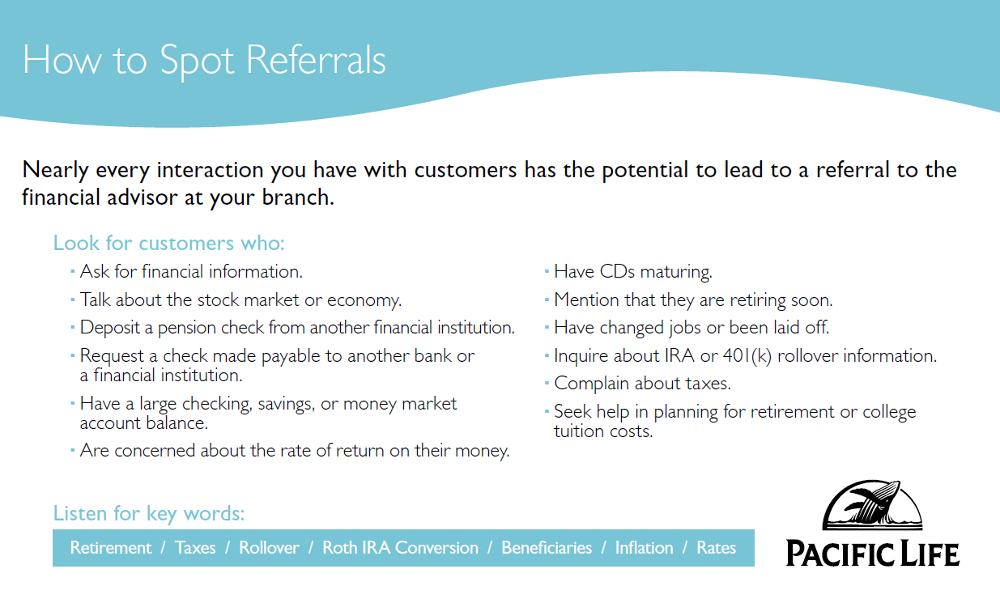 How to Spot Referrals
Nearly every interaction you have with customers has the potential to lead to a referral to the
financial advisor at your branch.
Look for customers who:
· Ask for financial information.
· Talk about the stock market or economy.
· Deposit a pension check from another financial institution.
· Request a check made payable to another bank or
a financial institution.
· Have a large checking, savings, or money market
account balance.
· Are concerned about the rate of return on their money.
· Have CDs maturing.
· Mention that they are retiring soon.
· Have changed jobs or been laid off.
· Inquire about IRA or 401(k) rollover information.
· Complain about taxes.
· Seek help in planning for retirement or college
tuition costs.
Listen for key words:
Retirement / Taxes / Rollover / Roth IRA Conversion / Beneficiaries / Inflation / Rates
PACIFIC LIFE